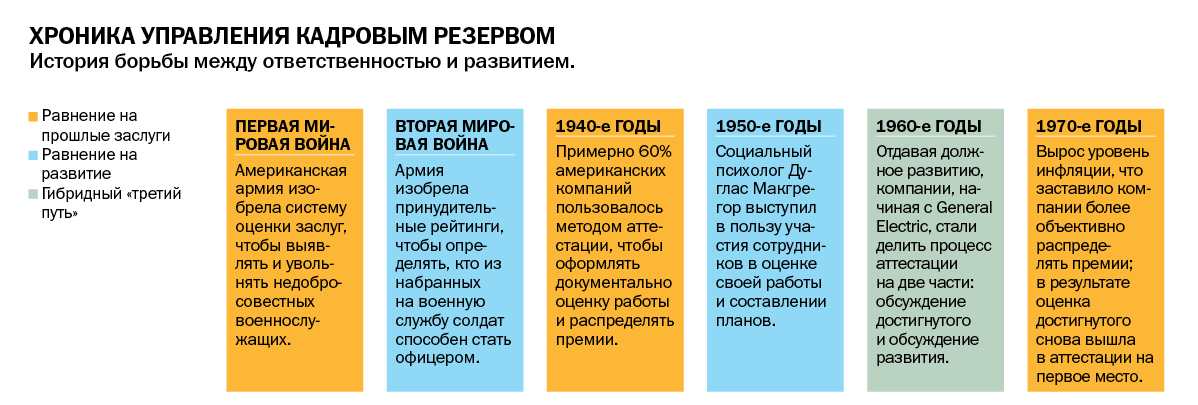 ХРОНИКА УПРАВЛЕНИЯ КАДРОВЫМ РЕЗЕРВОМ
История борьбы между ответственностью и развитием.
Равнение на
прошлые заслуги
Равнение на
развитие
Гибридный «третий
путь»
ПЕРВАЯ МИ-
РОВАЯ ВОЙНА
Американская
армия изо-
брела систему
оценки заслуг,
чтобы выяв-
лять и уволь-
нять недобро-
совестных
военнослу-
жащих.
ВТОРАЯ МИРО-
ВАЯ ВОЙНА
Армия
изобрела
принудитель-
ные рейтинги,
чтобы опре-
делять, кто из
набранных
на военную
службу солдат
способен стать
офицером.
1940-е ГОДЫ
Примерно 60%
американских
компаний
пользовалось
методом атте-
стации, чтобы
оформлять
документально
оценку работы
и распределять
премии.
1950-е ГОДЫ
Социальный
психолог Ду-
глас Макгре-
гор выступил
в пользу уча-
стия сотрудни-
ков в оценке
своей работы
и составлении
планов.
1960-е ГОДЫ
Отдавая долж-
ное развитию,
компании, на-
чиная с General
Electric, стали
делить процесс
аттестации
на две части:
обсуждение
достигнутого
и обсуждение
развития.
1970-е ГОДЫ
Вырос уровень
инфляции, что
заставило ком-
пании более
объективно
распреде-
лять премии;
в результате
оценка
достигнутого
снова вышла
в аттестации на
первое место.